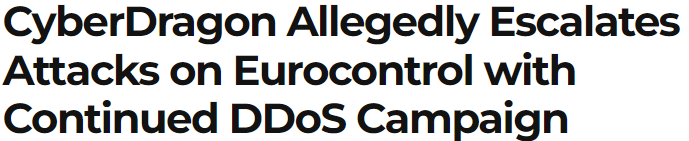 CyberDragon Allegedly Escalates
Attacks on Eurocontrol with
Continued DDoS Campaign